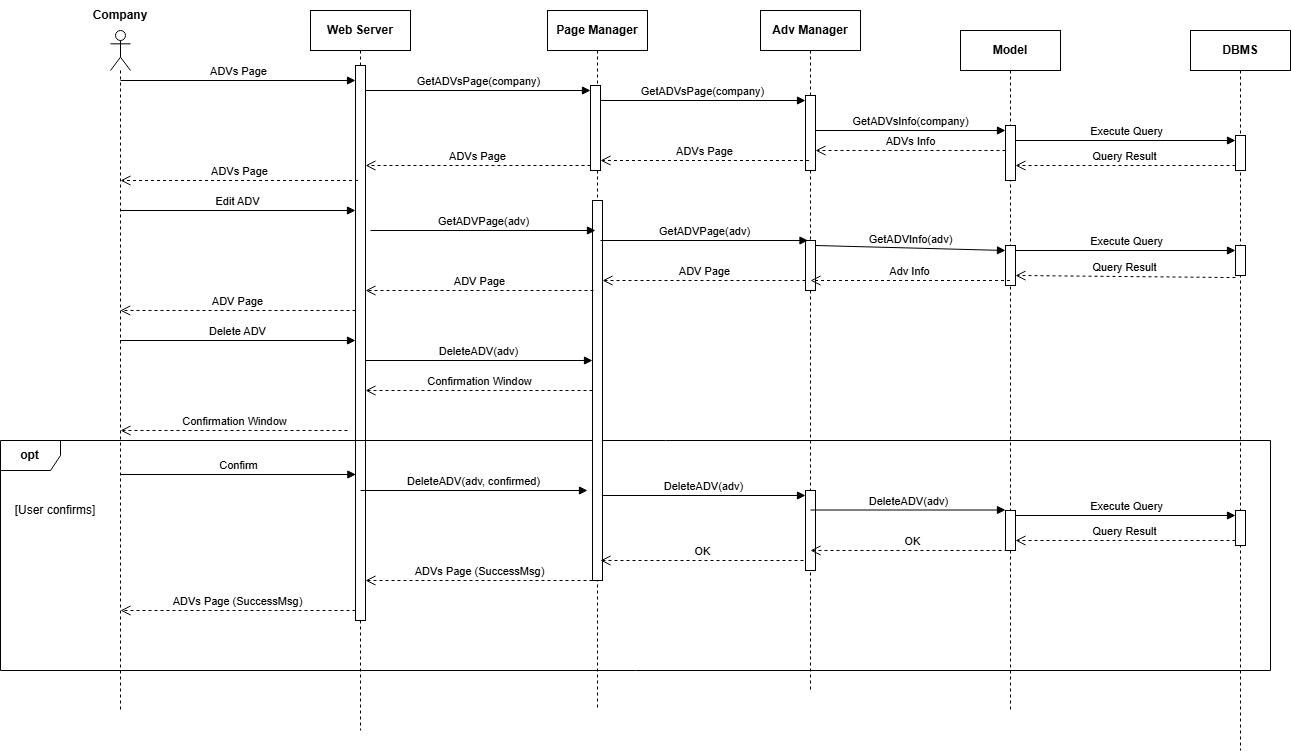 Company
Web Server
Page Manager
Adv Manager
Model
DBMS
ADVs Page
GetADVsPage(company)
GetADVsPage(company)
GetADVsInfo(company)
Execute Query
ADVs Info
Query Result
ADVs Page
ADVs Page
ADVs Page
Edit ADV
GetADVPage(adv)
GetADVPage(adv)
GetADVInfo(adv)
Execute Query
Query Result
Adv Info
ADV Page
ADV Page
ADV Page
Delete ADV
DeleteADV(adv)
Confirmation Window
Confirmation Window
opt
Confirm
[User confirms]
DeleteADV(adv, confirmed)
DeleteADV(adv)
DeleteADV(adv)
Execute Query
Query Result
OK
OK
ADVs Page (SuccessMsg)
ADVs Page (SuccessMsg)